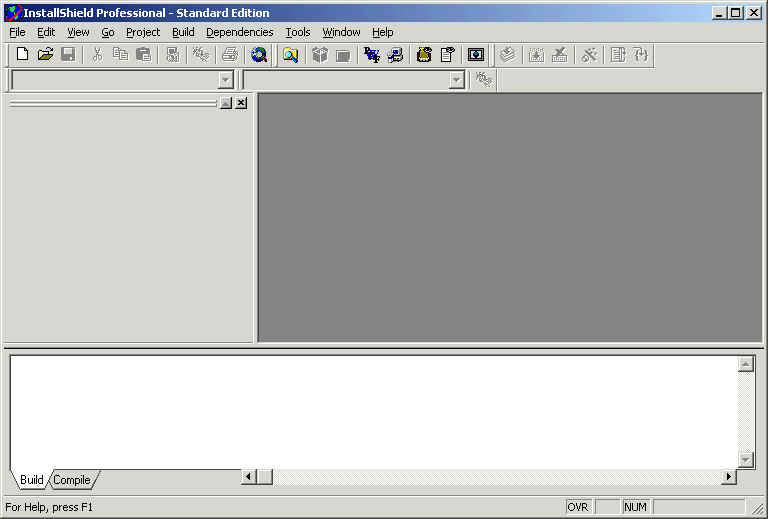 InstallShield Professional - Standard Edition
File Edit View Go Project Build Dependencies Tools Window Help
Build Compile
For Help, press F1 OVR NUM